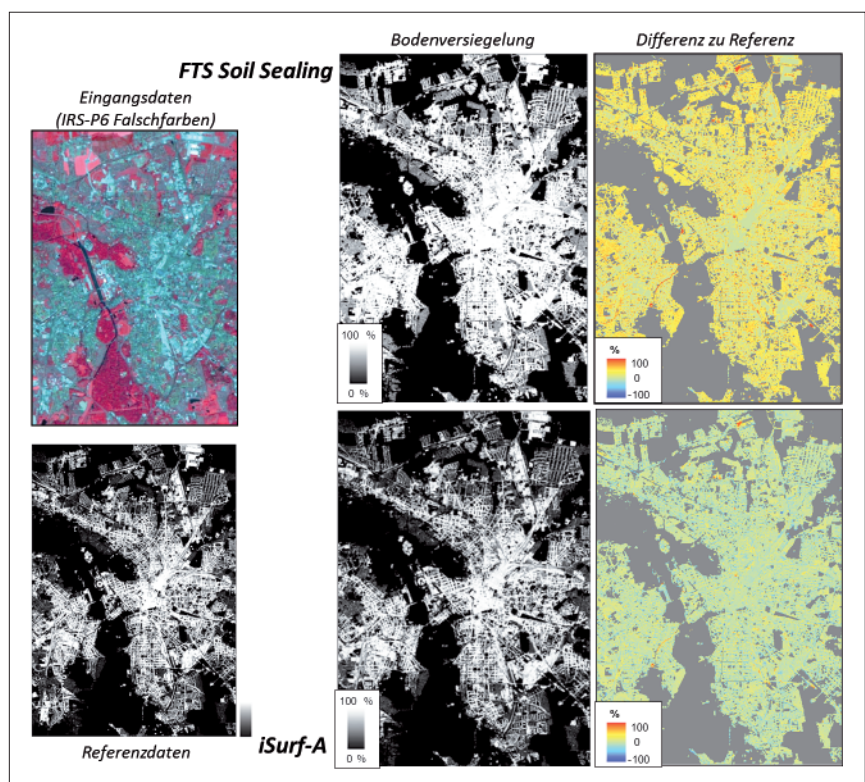 Bodenversiegelung
Differenz zu Referenz
FTS Soil Sealing
Eingangsdaten
(IRS-P6 Falschfarben)
100 %
0 %
%
100
0
-100
Referenzdaten
iSurf-A
100 %
0 %
%
100
0
-100